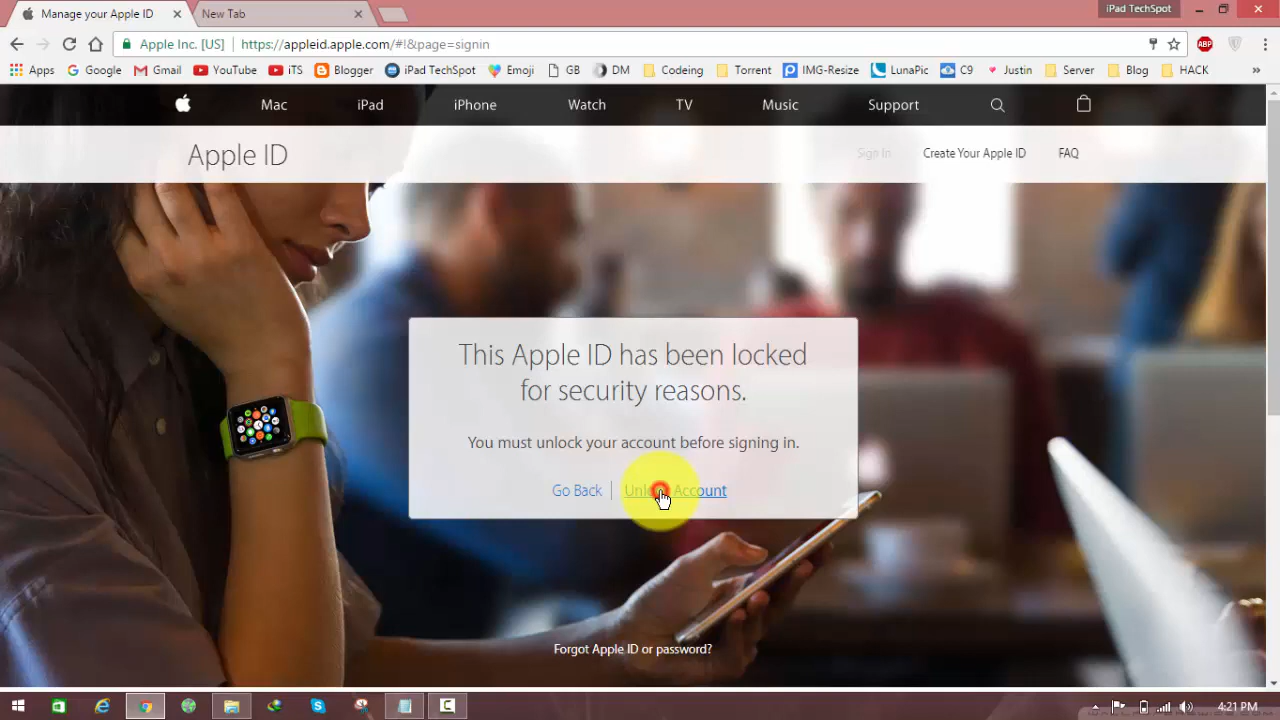 Manage your Apple ID
New Tab
iPad TechSpot
Apple Inc. [US]
https://appleid.apple.com/#!&page=signin
ABP
Apps Google Gmail YouTube iTS Blogger iPad TechSpot Emoji GB DM Codeing Torrent IMG-Resize LunaPic C9 Justin Server Blog HACK »
Mac iPad iPhone Watch TV Music Support
Apple ID
Sign In Create Your Apple ID FAQ
This Apple ID has been locked
for security reasons.
You must unlock your account before signing in.
Go Back Unlock Account
Forgot Apple ID or password?
4:21 PM